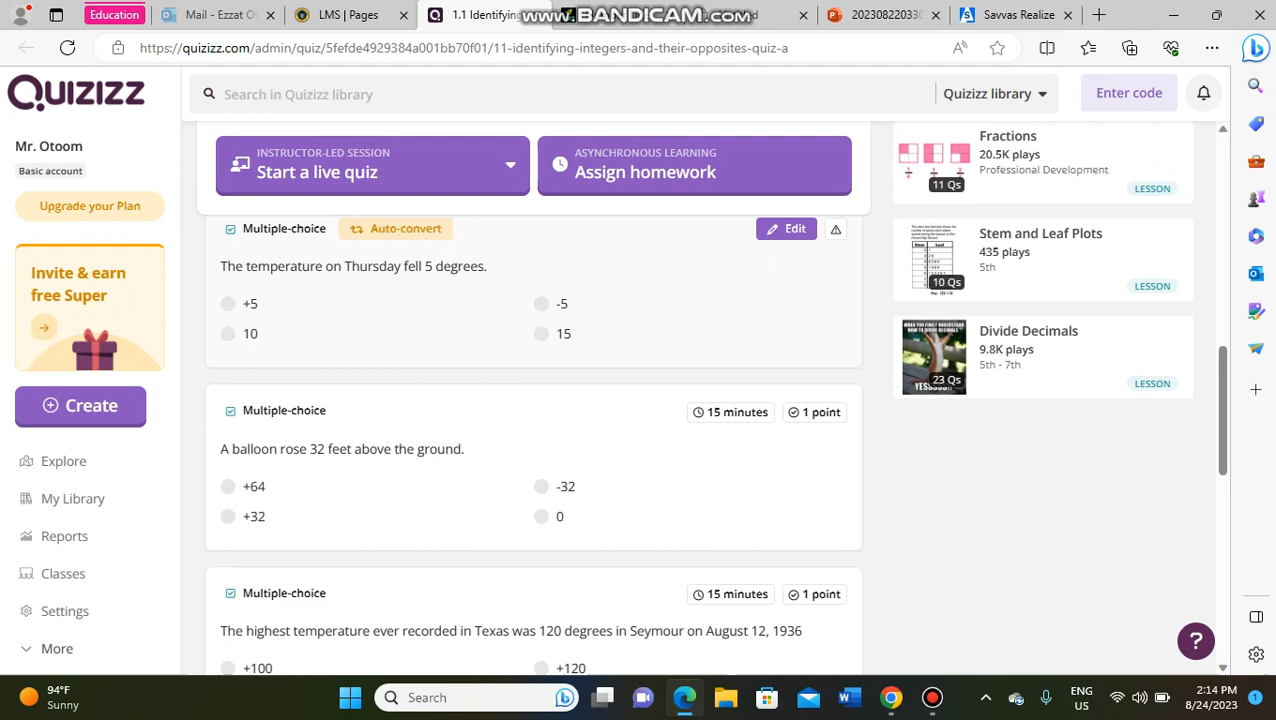 Education
Mail - Ezzat O
LMS | Pages
1.1 Identifying
www.BANDICAM.com
20230822033
Savvas Realize
https://quizizz.com/admin/quiz/5fefde4929384a001bb70f01/11-identifying-integers-and-their-opposites-quiz-a
Quizizz
Search in Quizizz library
Quizizz library
Enter code
Mr. Otoom
Basic account
Upgrade your Plan
Invite & earn
free Super
Create
Explore
My Library
Reports
Classes
Settings
More
INSTRUCTOR-LED SESSION
Start a live quiz
ASYNCHRONOUS LEARNING
Assign homework
Multiple-choice
Auto-convert
Edit
The temperature on Thursday fell 5 degrees.
5
-5
10
15
Multiple-choice
15 minutes
1 point
A balloon rose 32 feet above the ground.
+64
-32
+32
0
Multiple-choice
15 minutes
1 point
The highest temperature ever recorded in Texas was 120 degrees in Seymour on August 12, 1936
+100
+120
Fractions
20.5K plays
Professional Development
11 Qs
LESSON
Stem and Leaf Plots
435 plays
5th
10 Qs
LESSON
Divide Decimals
9.8K plays
5th - 7th
23 Qs
LESSON
?
94°F
Sunny
Search
ENG
US
2:14 PM
8/24/2023
1